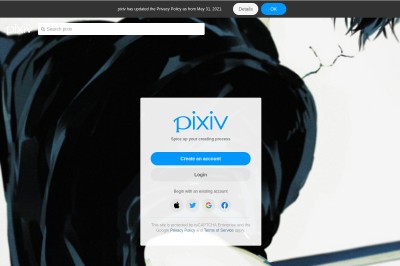 pixiv has updated the Privacy Policy as from May 31, 2021.
Details
OK
Search pixiv
pixiv
Spice up your creating process
Create an account
Login
Begin with an existing account
This site is protected by reCAPTCHA Enterprise and the
Google Privacy Policy and Terms of Service apply.